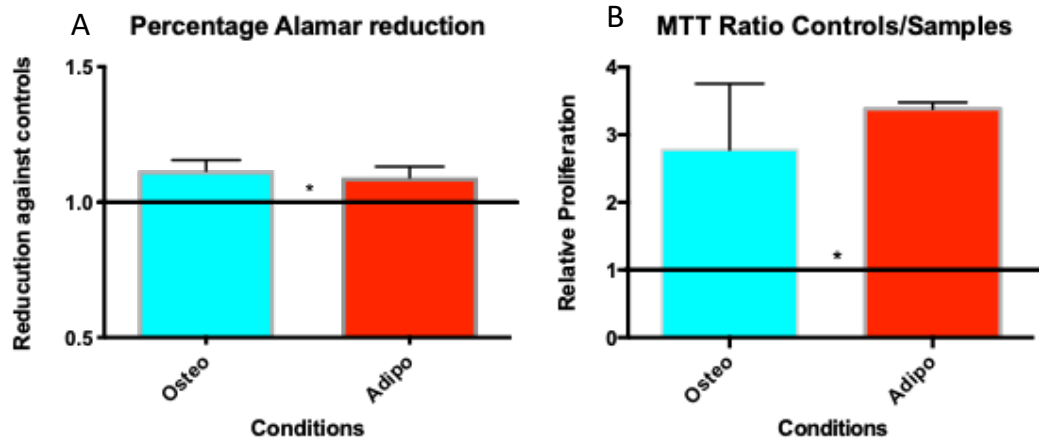 A
Percentage Alamar reduction
Reducution against controls
1.5
1.0
0.5
*
Osteo
Adipo
Conditions
B
MTT Ratio Controls/Samples
Relative Proliferation
4
3
2
1
0
*
Osteo
Adipo
Conditions